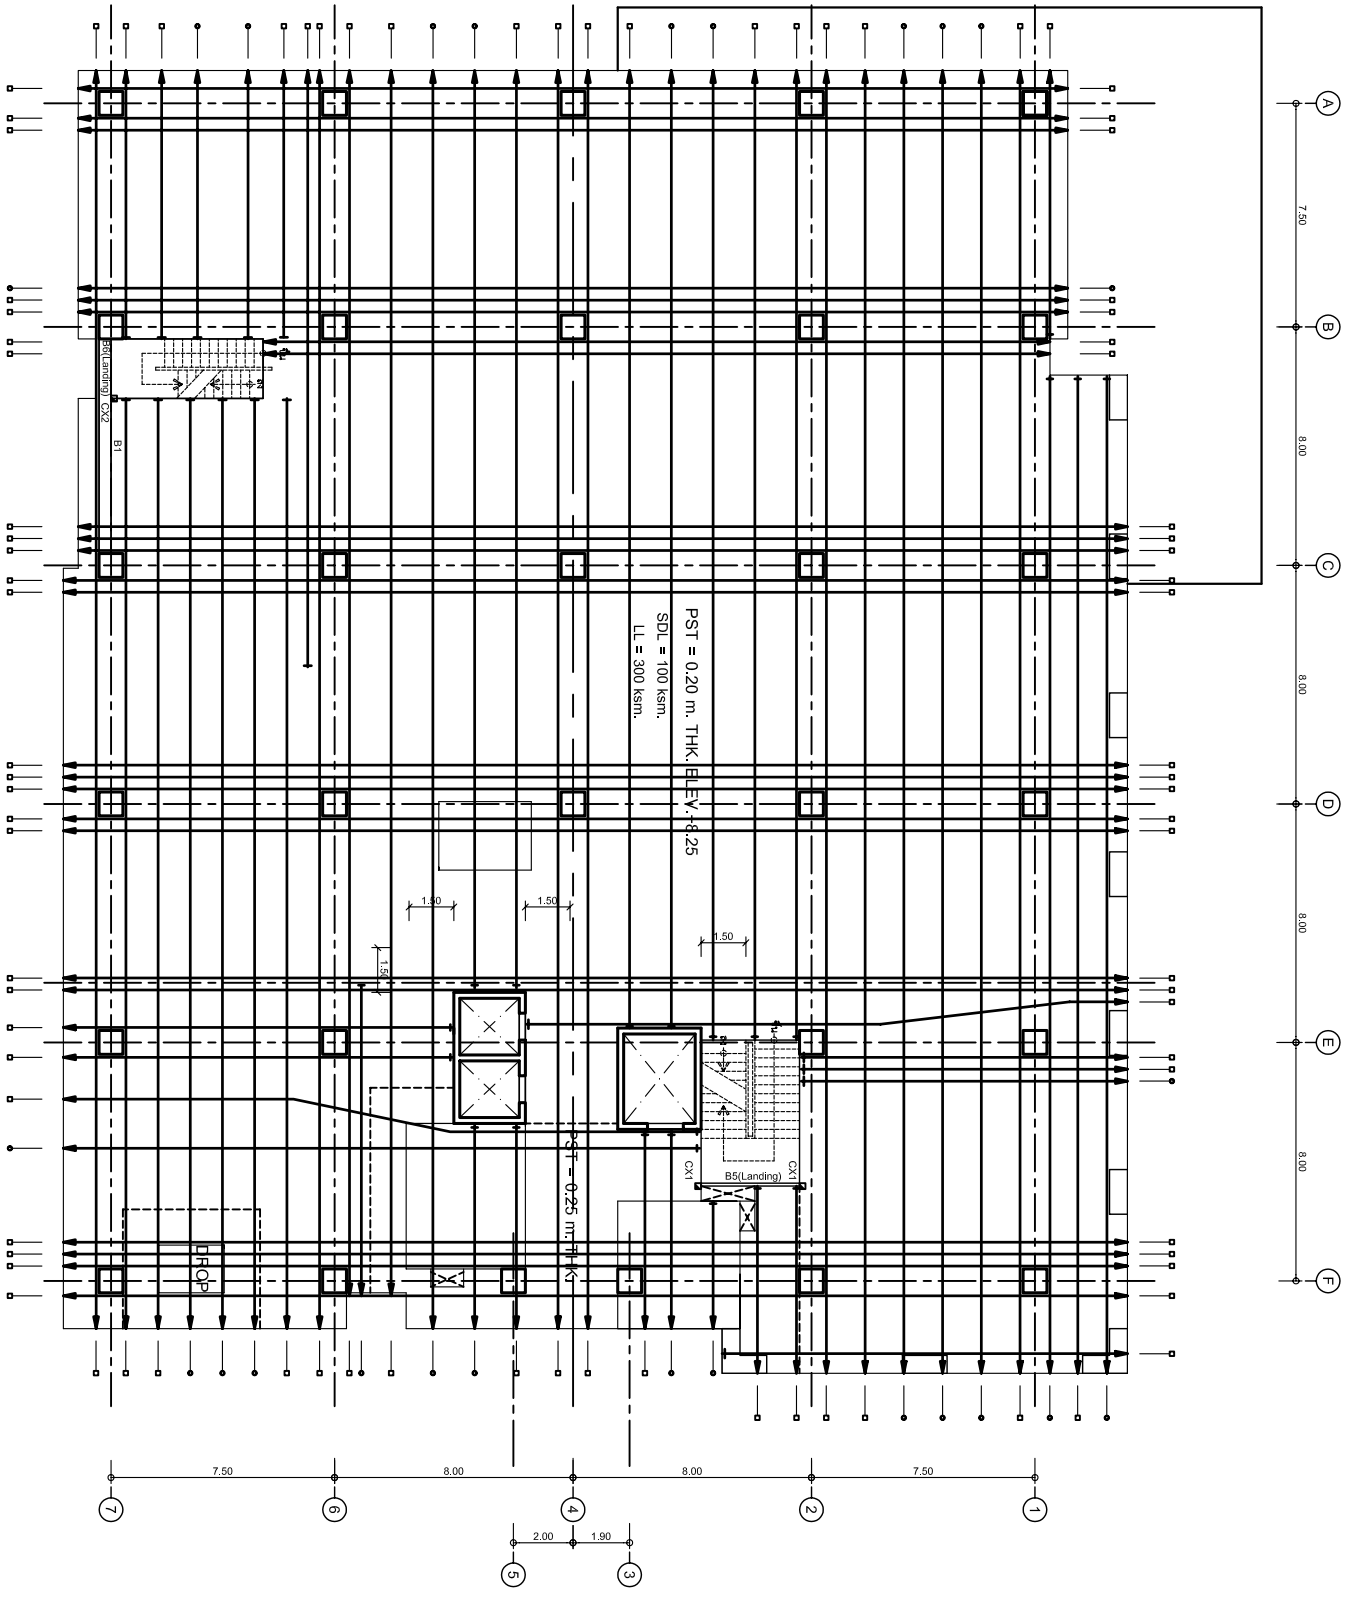 A
7.50
B
8.00
C
8.00
D
8.00
E
8.00
F
B6(Landing) CX2
B1
PST = 0.20 m. THK. ELEV.+8.25
SDL = 100 ksm.
LL = 300 ksm.
1.50
1.50
1.50
1.50
CX1
B5(Landing)
CX1
PST = 0.25 m. THK
DROP
7.50
8.00
8.00
7.50
7
6
4
2
1
2.00
1.90
5
3